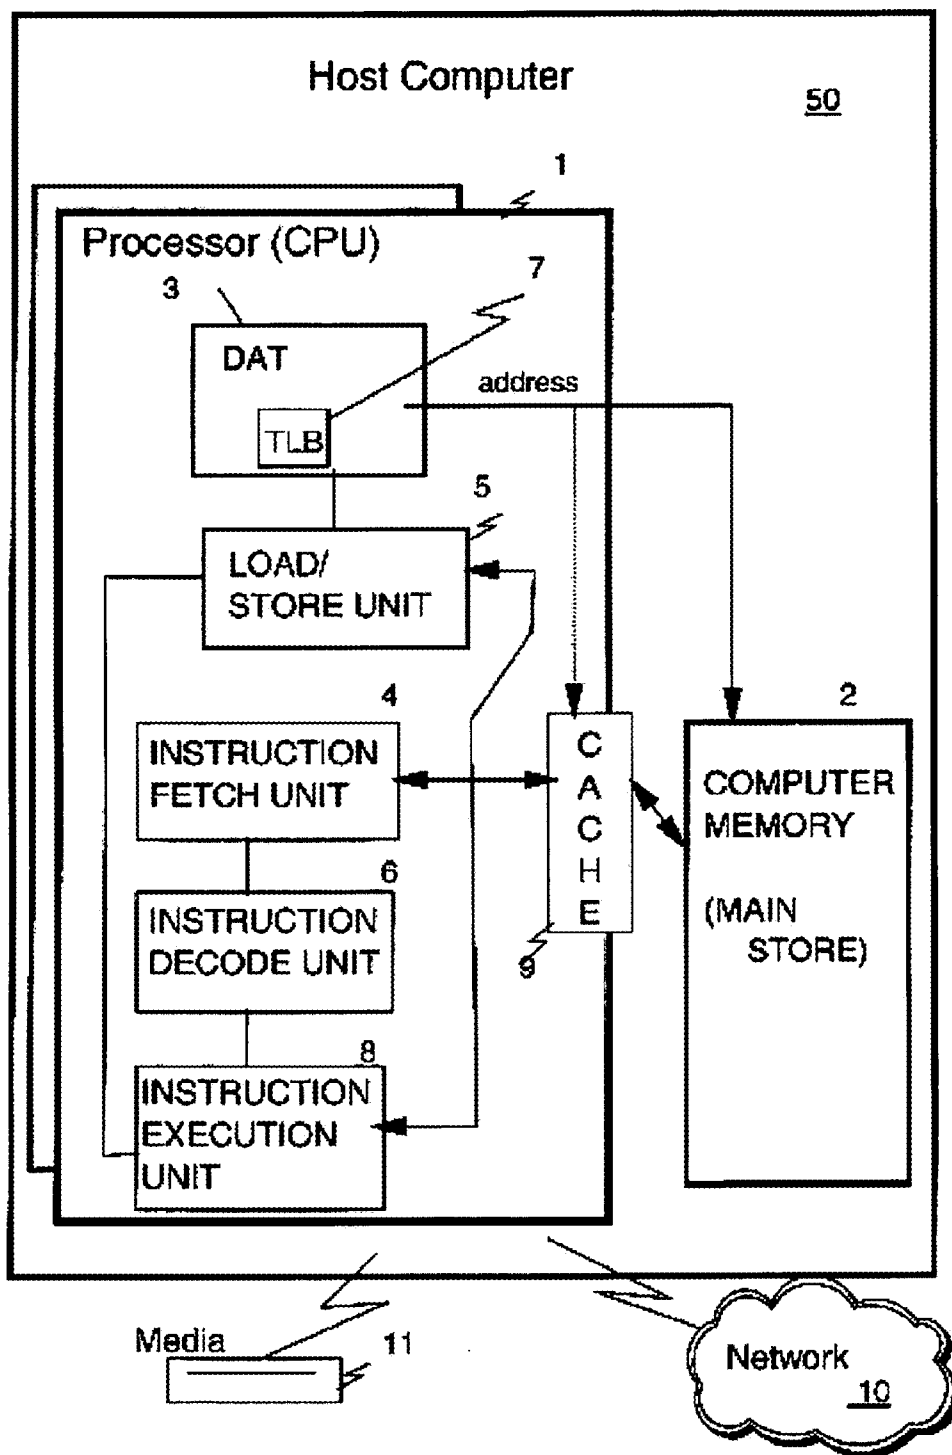 Host Computer
50
1
Processor (CPU)
3
7
DAT
address
TLB
5
LOAD/
STORE UNIT
4
2
INSTRUCTION
FETCH UNIT
C
A
C
H
E
COMPUTER
MEMORY
(MAIN
STORE)
6
INSTRUCTION
DECODE UNIT
9
8
INSTRUCTION
EXECUTION
UNIT
Media
11
Network
10